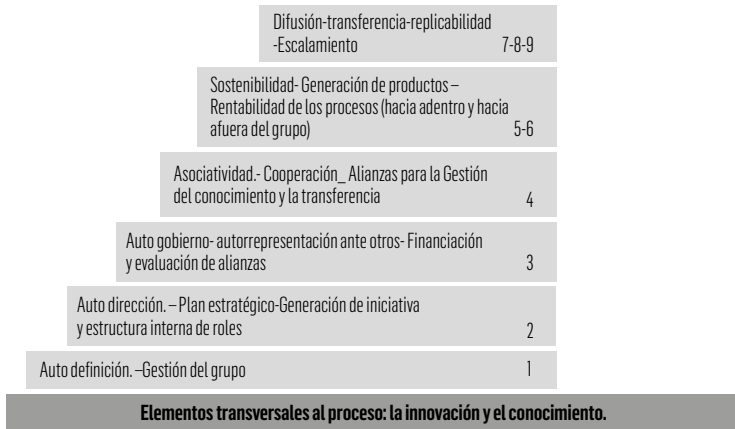 Difusión-transferencia-replicabilidad
-Escalamiento 7-8-9
Sostenibilidad- Generación de productos –
Rentabilidad de los procesos (hacia adentro y hacia
afuera del grupo) 5-6
Asociatividad.- Cooperación_ Alianzas para la Gestión
del conocimiento y la transferencia 4
Auto gobierno- autorrepresentación ante otros- Financiación
y evaluación de alianzas 3
Auto dirección. – Plan estratégico-Generación de iniciativa
y estructura interna de roles 2
Auto definición. –Gestión del grupo 1
Elementos transversales al proceso: la innovación y el conocimiento.